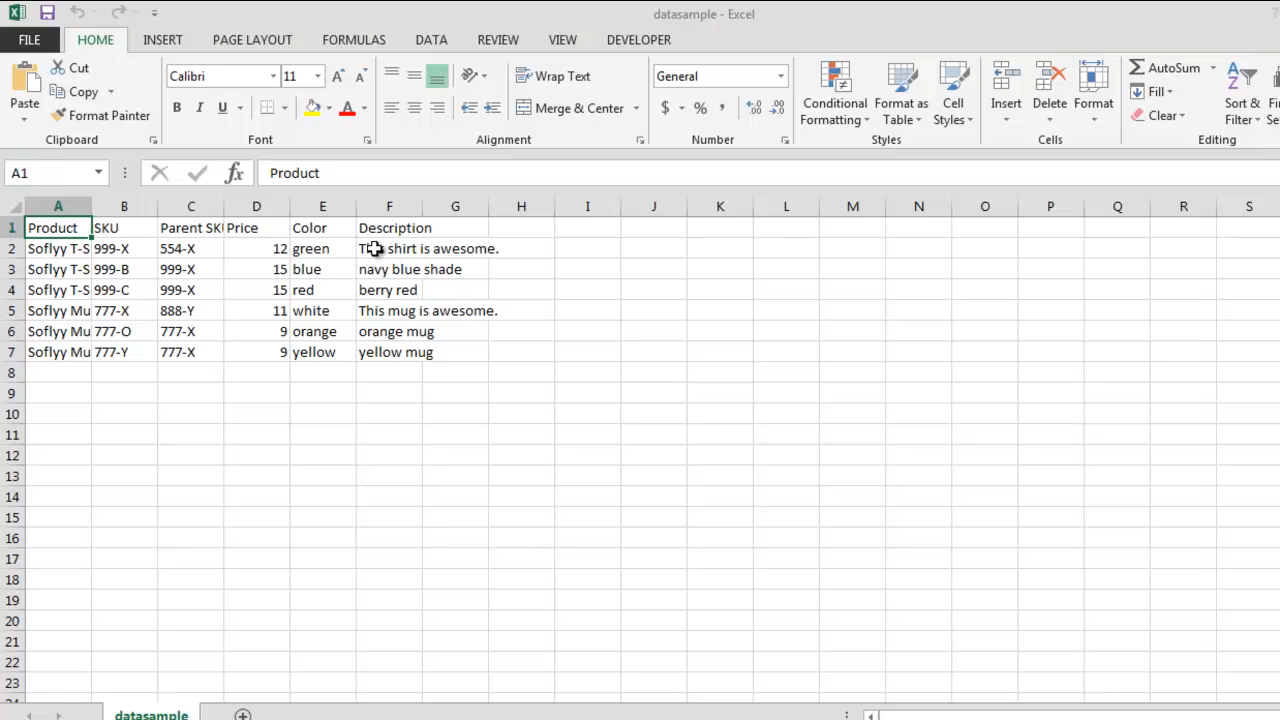 datasample - Excel
FILE HOME INSERT PAGE LAYOUT FORMULAS DATA REVIEW VIEW DEVELOPER
Cut
Copy
Format Painter
Paste
Clipboard
Calibri 11
B I U A
Font
Wrap Text
Merge & Center
Alignment
General
$ % ,
Number
Conditional Formatting
Format as Table
Cell Styles
Styles
Insert Delete Format
Cells
AutoSum
Fill
Clear
Sort & Filter
Editing
A1 fx Product
A B C D E F G H I J K L M N O P Q R S
1 Product SKU Parent SKU Price Color Description
2 Soflyy T-S 999-X 554-X 12 green shirt is awesome.
3 Soflyy T-S 999-B 999-X 15 blue navy blue shade
4 Soflyy T-S 999-C 999-X 15 red berry red
5 Soflyy Mu 777-X 888-Y 11 white This mug is awesome.
6 Soflyy Mu 777-O 777-X 9 orange orange mug
7 Soflyy Mu 777-Y 777-X 9 yellow yellow mug
8
9
10
11
12
13
14
15
16
17
18
19
20
21
22
23
datasample